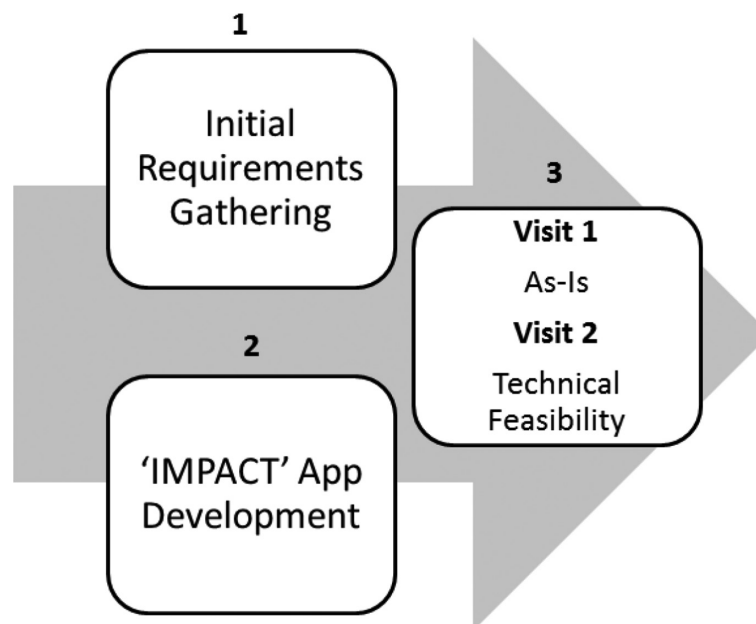 1
Initial
Requirements
Gathering
2
‘IMPACT’ App
Development
3
Visit 1
As-Is
Visit 2
Technical
Feasibility